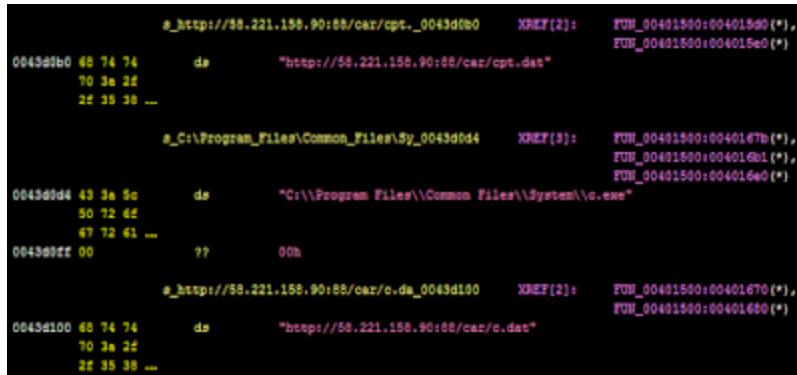 s_http://58.221.158.90:88/car/cpt._0043d0b0 XREF[2]: FUN_00401500:004015d0(*),
FUN_00401500:004015e0(*)
0043d0b0 68 74 74 ds "http://58.221.158.90:88/car/cpt.dat"
70 3a 2f
2f 35 38 ...
s_C:\Program_Files\Common_Files\Sy_0043d0d4 XREF[3]: FUN_00401500:0040167b(*),
FUN_00401500:004016b1(*),
FUN_00401500:004016e0(*)
0043d0d4 43 3a 5c ds "C:\\Program Files\\Common Files\\System\\c.exe"
50 72 6f
67 72 61 ...
0043d0ff 00 ?? 00h
s_http://58.221.158.90:88/car/c.da_0043d100 XREF[2]: FUN_00401500:00401670(*),
FUN_00401500:00401680(*)
0043d100 68 74 74 ds "http://58.221.158.90:88/car/c.dat"
70 3a 2f
2f 35 38 ...